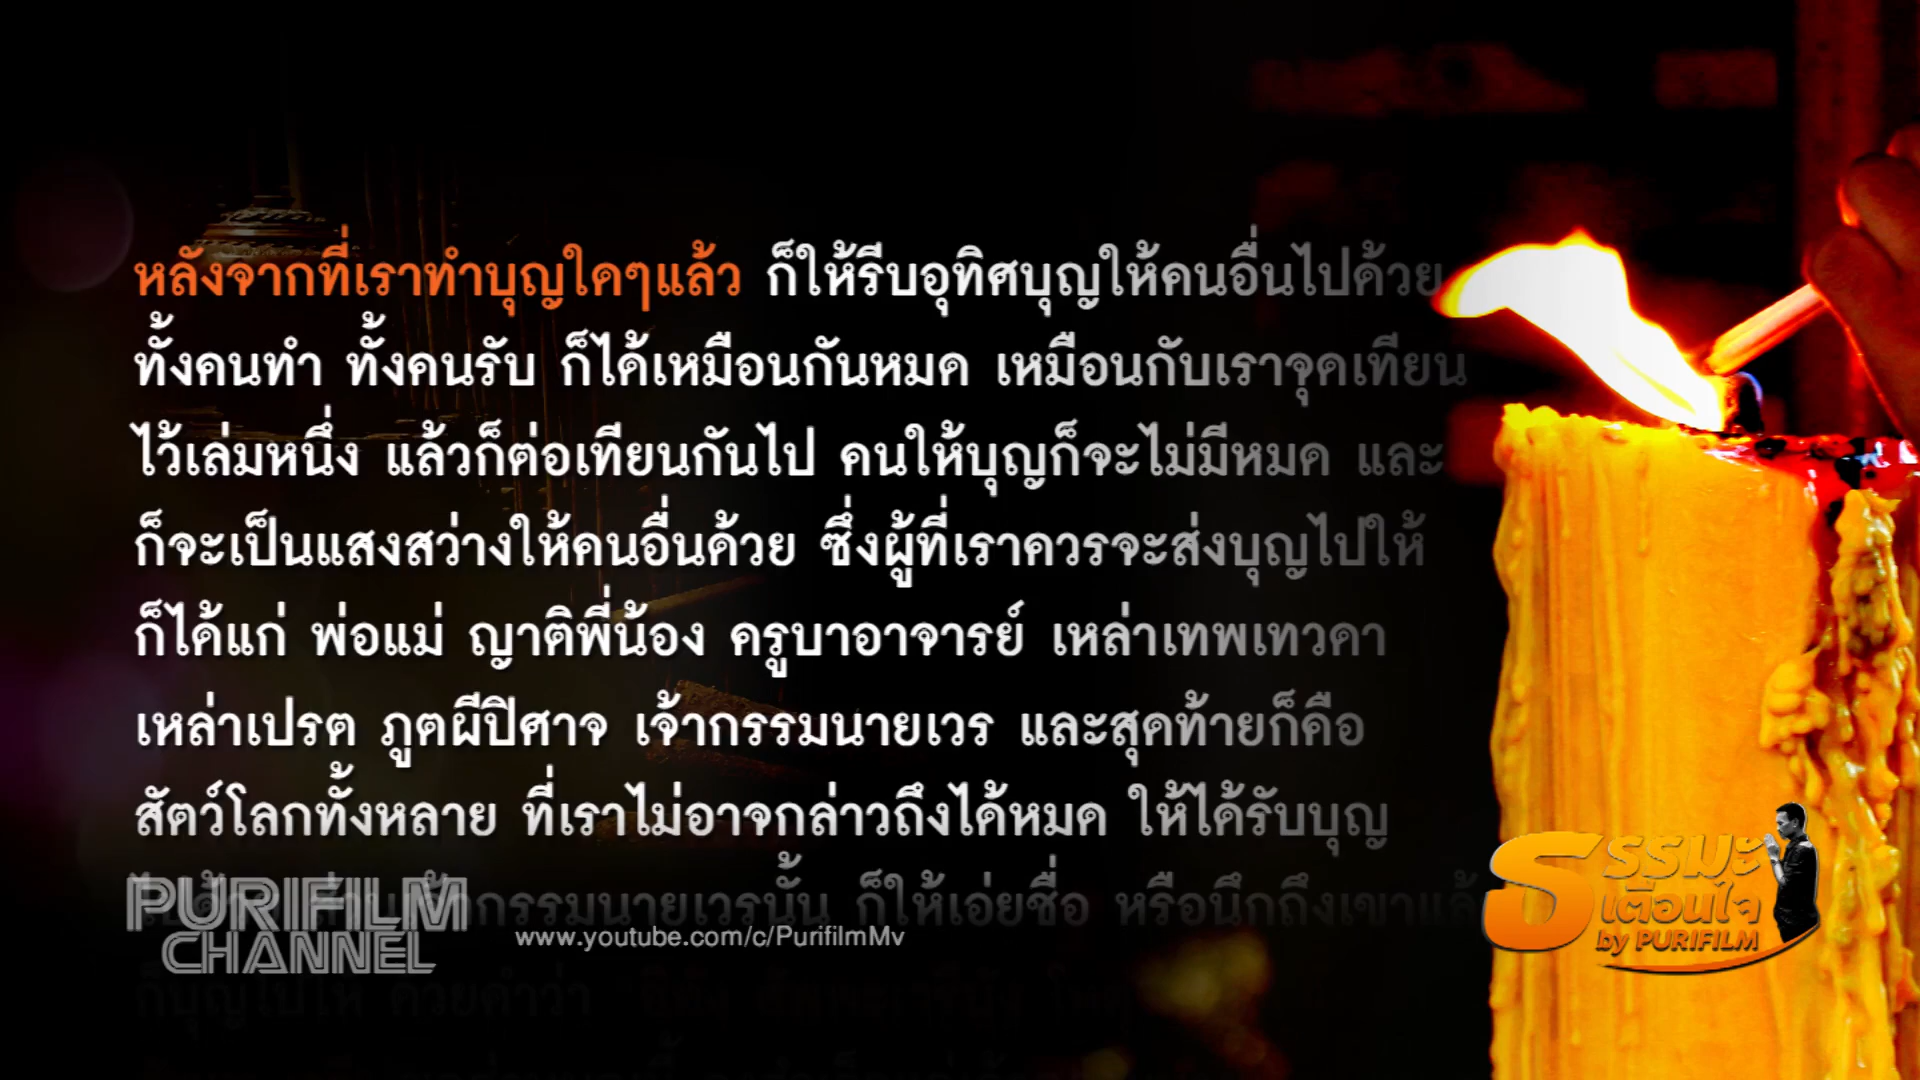 หลังจากที่เราทำบุญใดๆแล้ว ก็ให้รีบอุทิศบุญให้คนอื่นไปด้วย
ทั้งคนทำ ทั้งคนรับ ก็ได้เหมือนกันหมด เหมือนกับเราจุดเทียน
ไว้เล่มหนึ่ง แล้วก็ต่อเทียนกันไป คนให้บุญก็จะไม่มีหมด และ
ก็จะเป็นแสงสว่างให้คนอื่นด้วย ซึ่งผู้ที่เราควรจะส่งบุญไปให้
ก็ได้แก่ พ่อแม่ ญาติพี่น้อง ครูบาอาจารย์ เหล่าเทพเทวดา
เหล่าเปรต ภูตผีปิศาจ เจ้ากรรมนายเวร และสุดท้ายก็คือ
สัตว์โลกทั้งหลาย ที่เราไม่อาจกล่าวถึงได้หมด ให้ได้รับบุญ
กรรมนายเวรนั้น ก็ให้เอ่ยชื่อ หรือนึกถึงเขาแล้ว
ก็บุญไปให้ ด้วยคำว่า
PURIFILM
CHANNEL
www.youtube.com/c/PurifilmMv
ธรรมะ
เตือนใจ
by PURIFILM